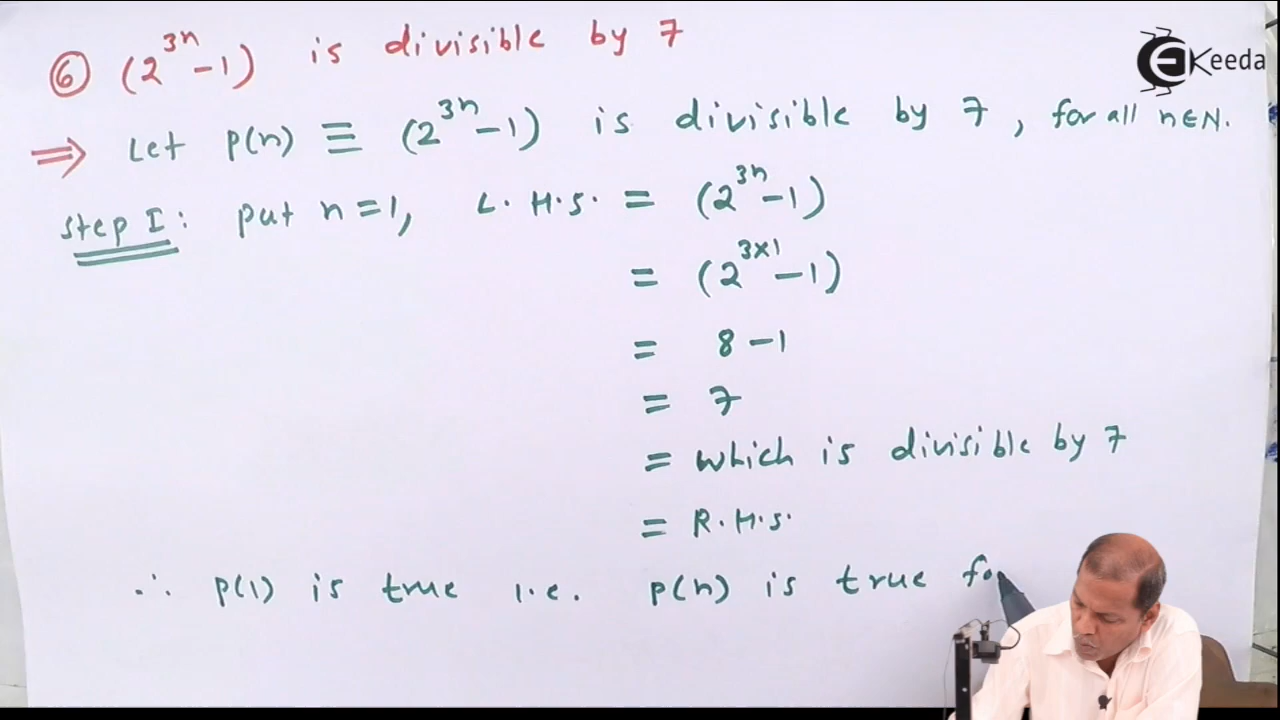 EKeeda
⑥ (2^3n - 1) is divisible by 7
⇒ Let P(n) ≡ (2^3n - 1) is divisible by 7, for all n∈N.
Step I: put n=1, L.H.S. = (2^3n - 1)
= (2^3×1 - 1)
= 8 - 1
= 7
= which is divisible by 7
= R.H.S.
∴ P(1) is true i.e. P(n) is true fo